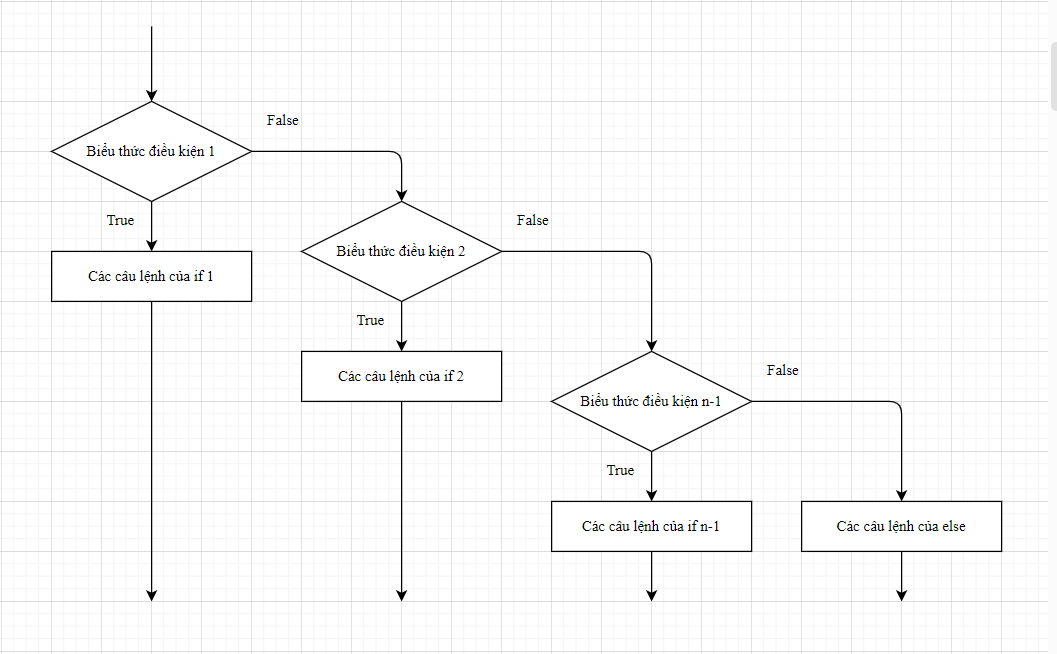 False
Biểu thức điều kiện 1
True
False
Các câu lệnh của if 1
Biểu thức điều kiện 2
True
Các câu lệnh của if 2
False
Biểu thức điều kiện n-1
True
Các câu lệnh của if n-1
Các câu lệnh của else